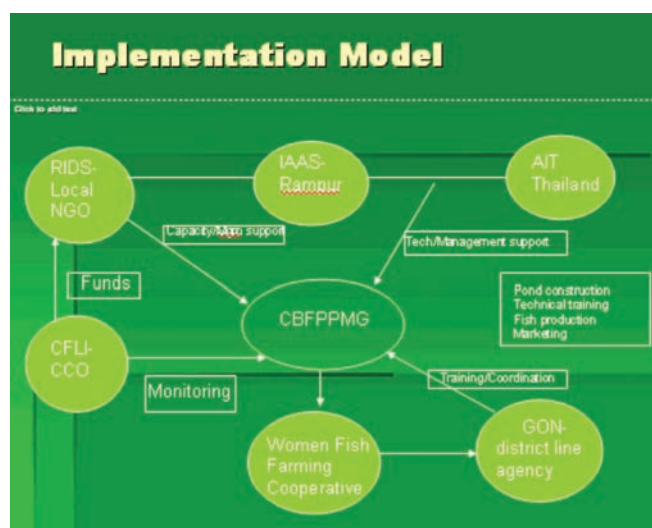 Implementation Model
Click to add text
RIDS-
Local
NGO
IAAS-
Rampur
AIT
Thailand
Capacity/ support
Tech/Management support
Funds
Pond construction
Technical training
Fish production
Marketing
CBFPPMG
CFLI-
CCO
Monitoring
Training/Coordination
Women Fish
Farming
Cooperative
GON-
district line
agency